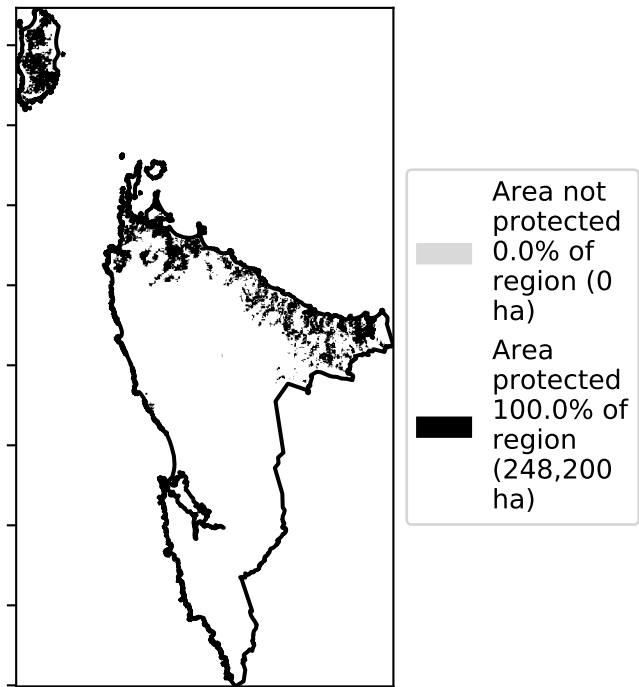 Area not
protected
0.0% of
region (0
ha)
Area
protected
100.0% of
region
(248,200
ha)